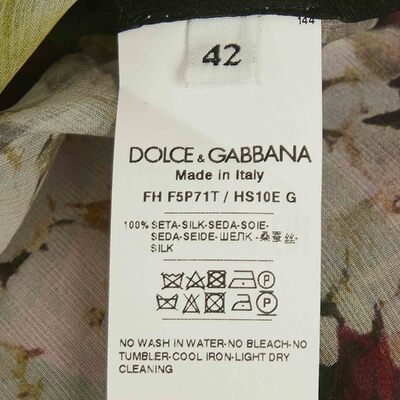 144
42
DOLCE & GABBANA
Made in Italy
FH F5P71T / HS10E G
100% SETA-SILK-SEDA-SOIE-
SEDA-SEIDE-ШЕЛК -桑蚕丝-
SILK
P
P
NO WASH IN WATER-NO BLEACH-NO
TUMBLER-COOL IRON-LIGHT DRY
CLEANING